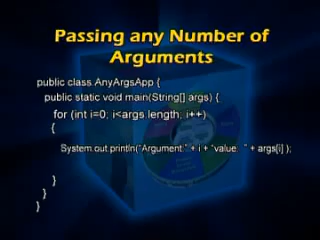 Passing any Number of
Arguments
public class AnyArgsApp {
public static void main(String[] args) {
for (int i=0; i<args.length; i++)
{
System.out.println("Argument:" + i + "value: " + args[i] );
}
}
}